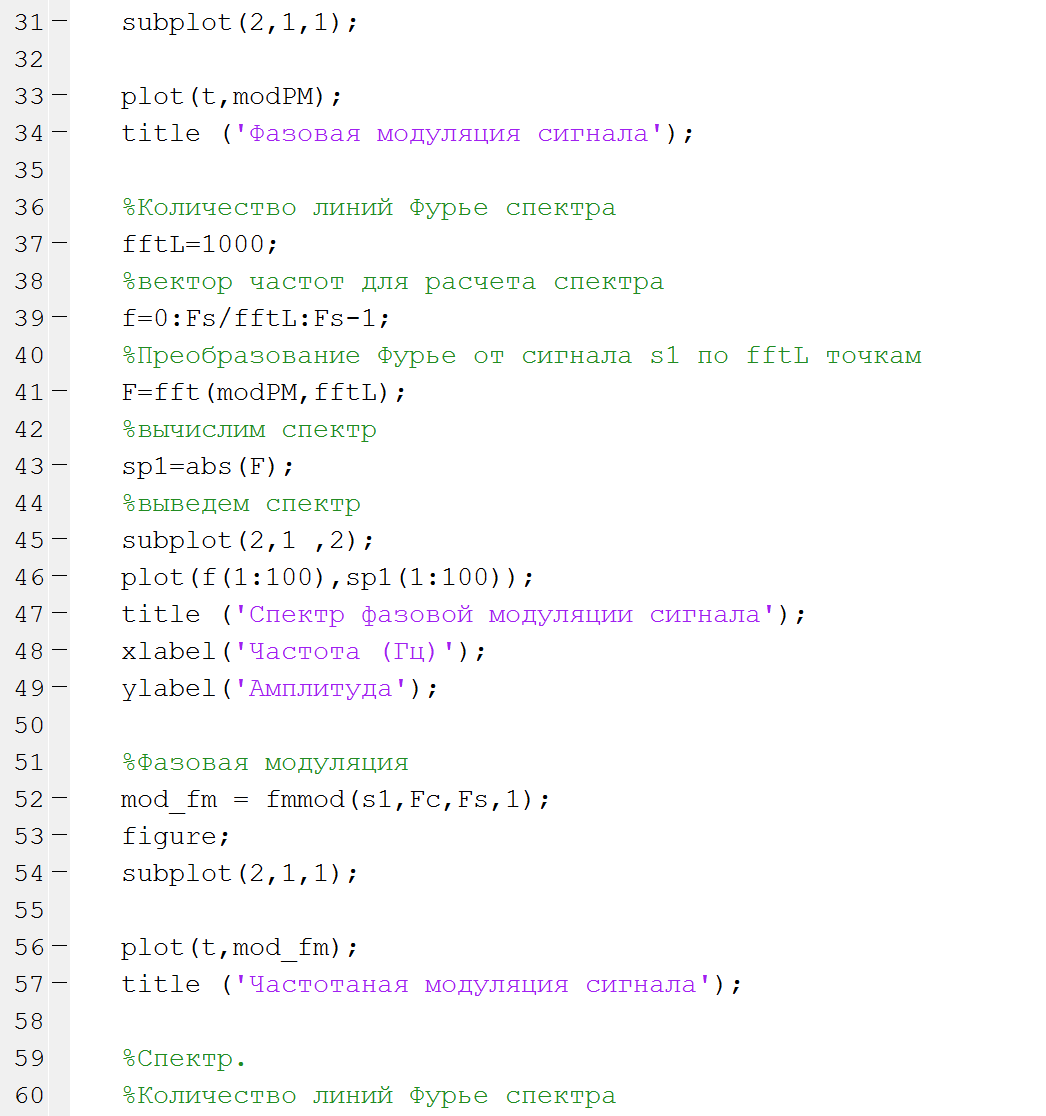 31 subplot(2,1,1);
32
33 plot(t,modPM);
34 title ('Фазовая модуляция сигнала');
35
36 %Количество линий Фурье спектра
37 fftL=1000;
38 %вектор частот для расчета спектра
39 f=0:Fs/fftL:Fs-1;
40 %Преобразование Фурье от сигнала s1 по fftL точкам
41 F=fft(modPM,fftL);
42 %вычислим спектр
43 sp1=abs(F);
44 %выведем спектр
45 subplot(2,1 ,2);
46 plot(f(1:100),sp1(1:100));
47 title ('Спектр фазовой модуляции сигнала');
48 xlabel('Частота (Гц)');
49 ylabel('Амплитуда');
50
51 %Фазовая модуляция
52 mod_fm = fmmod(s1,Fc,Fs,1);
53 figure;
54 subplot(2,1,1);
55
56 plot(t,mod_fm);
57 title ('Частотаная модуляция сигнала');
58
59 %Спектр.
60 %Количество линий Фурье спектра